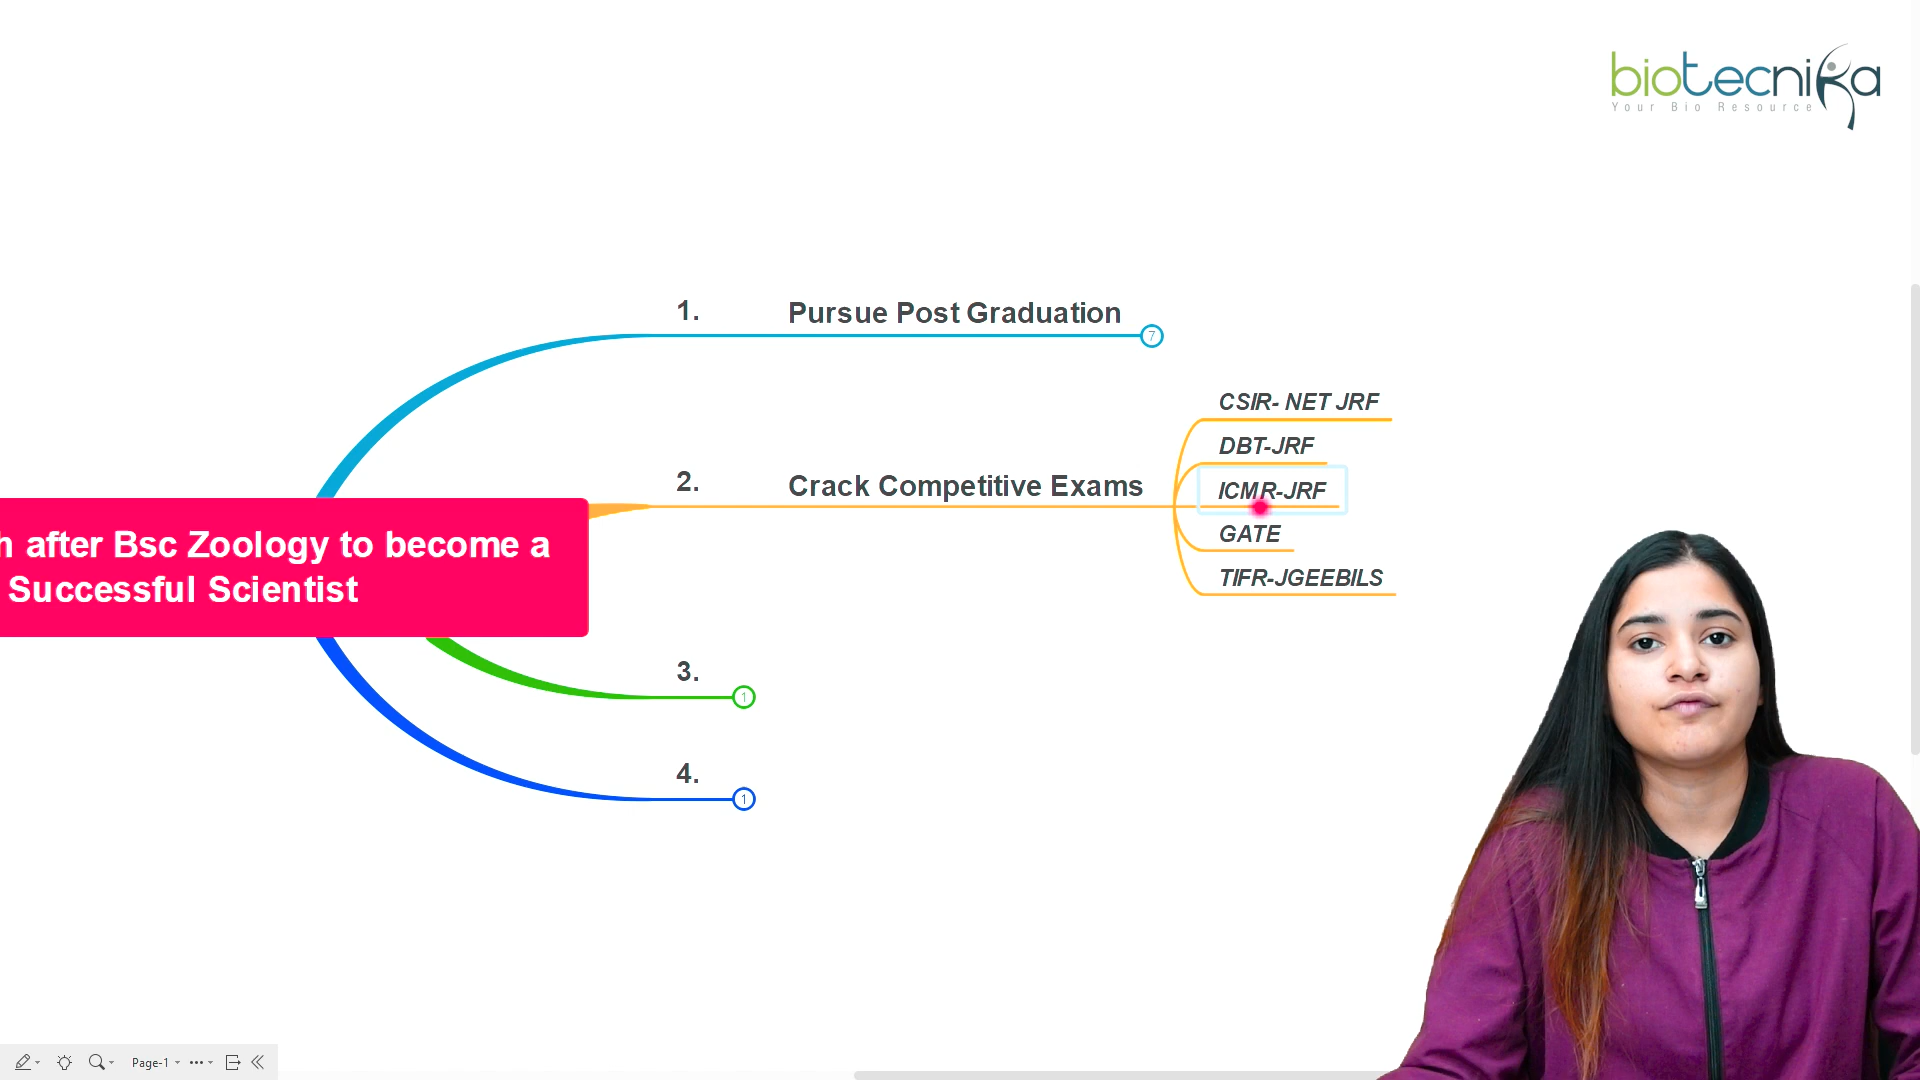 biotecnika
Your Bio Resource
1. Pursue Post Graduation
7
CSIR- NET JRF
DBT-JRF
2. Crack Competitive Exams
ICMR-JRF
GATE
TIFR-JGEEBILS
h after Bsc Zoology to become a
Successful Scientist
3.
1
4.
1
Page-1